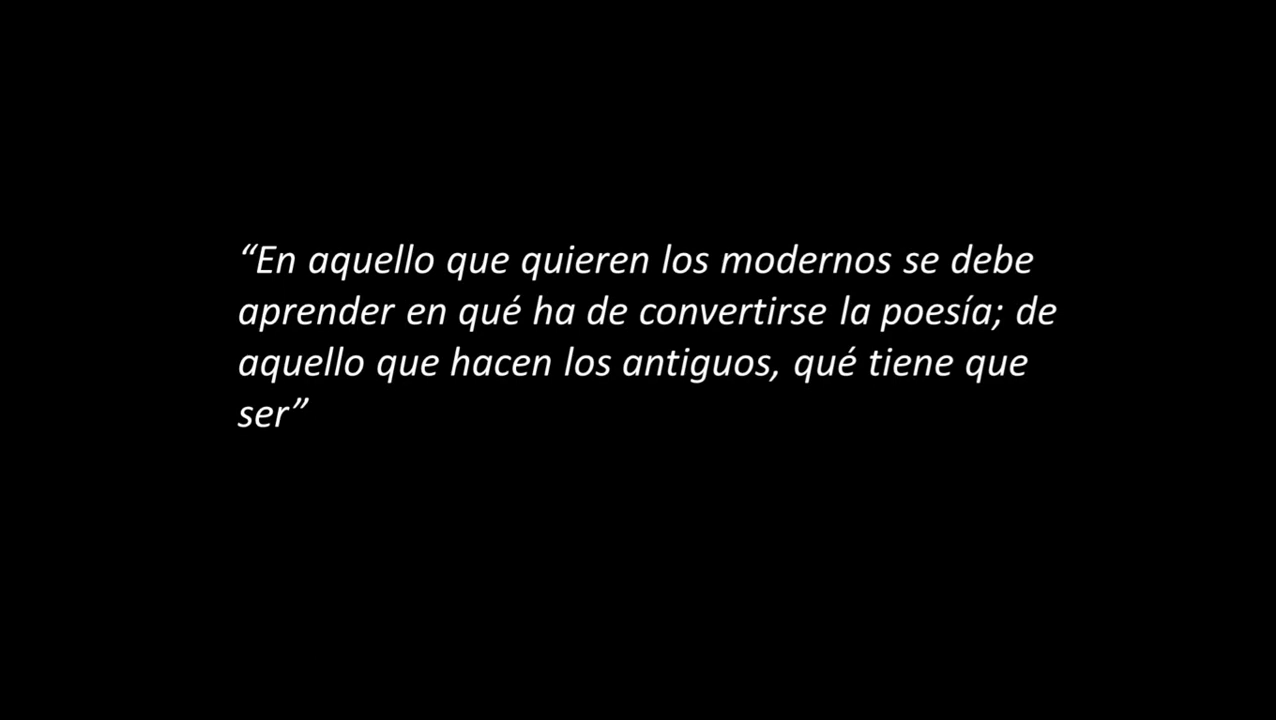 “En aquello que quieren los modernos se debe
aprender en qué ha de convertirse la poesía; de
aquello que hacen los antiguos, qué tiene que
ser”